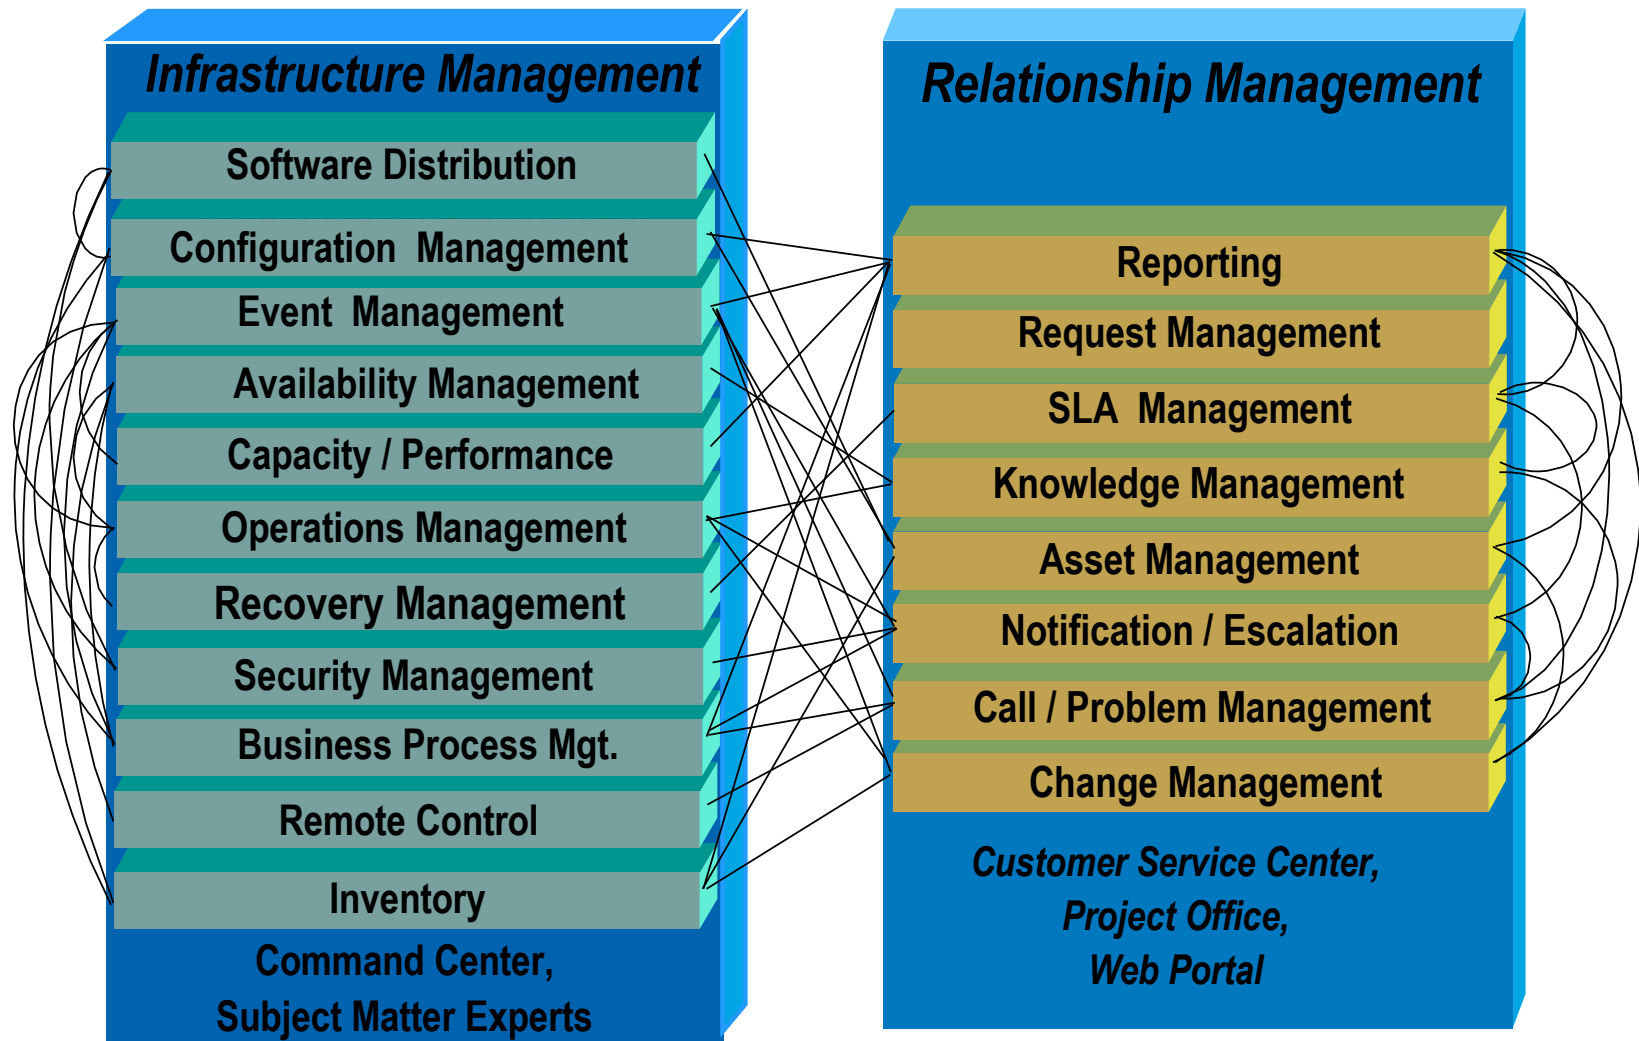 Infrastructure Management
Software Distribution
Configuration Management
Event Management
Availability Management
Capacity / Performance
Operations Management
Recovery Management
Security Management
Business Process Mgt.
Remote Control
Inventory
Command Center,
Subject Matter Experts
Relationship Management
Reporting
Request Management
SLA Management
Knowledge Management
Asset Management
Notification / Escalation
Call / Problem Management
Change Management
Customer Service Center,
Project Office,
Web Portal